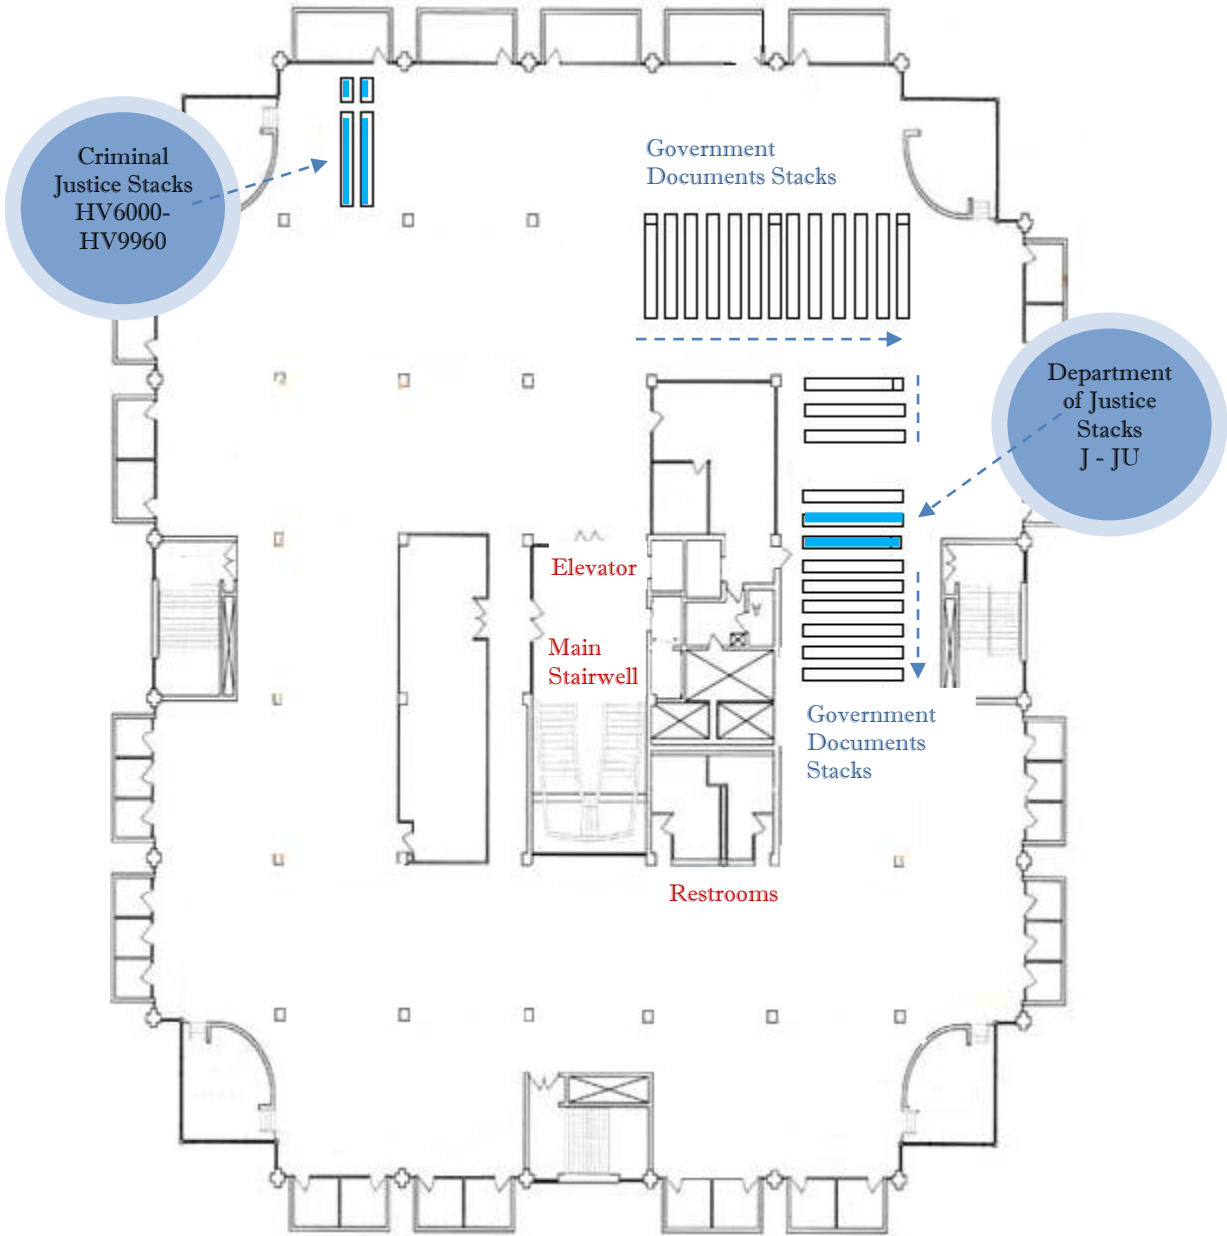 Criminal
Justice Stacks
HV6000-
HV9960
Government
Documents Stacks
Department
of Justice
Stacks
J - JU
Elevator
Main
Stairwell
Government
Documents
Stacks
Restrooms